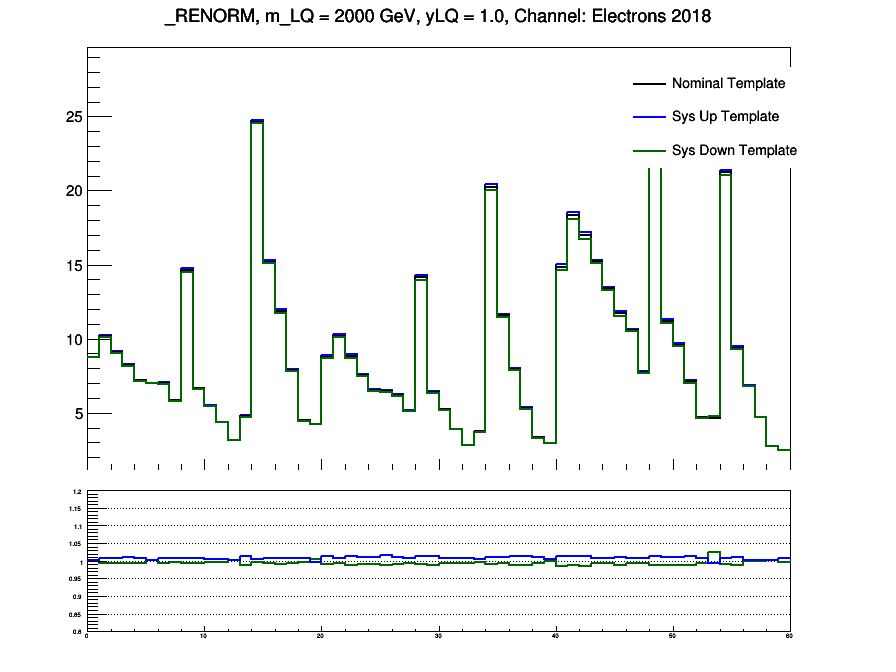 _RENORM, m_LQ = 2000 GeV, yLQ = 1.0, Channel: Electrons 2018
Nominal Template
Sys Up Template
Sys Down Template
25
20
15
10
5
1.2
1.15
1.1
1.05
1
0.95
0.9
0.85
0.8
0 10 20 30 40 50 60